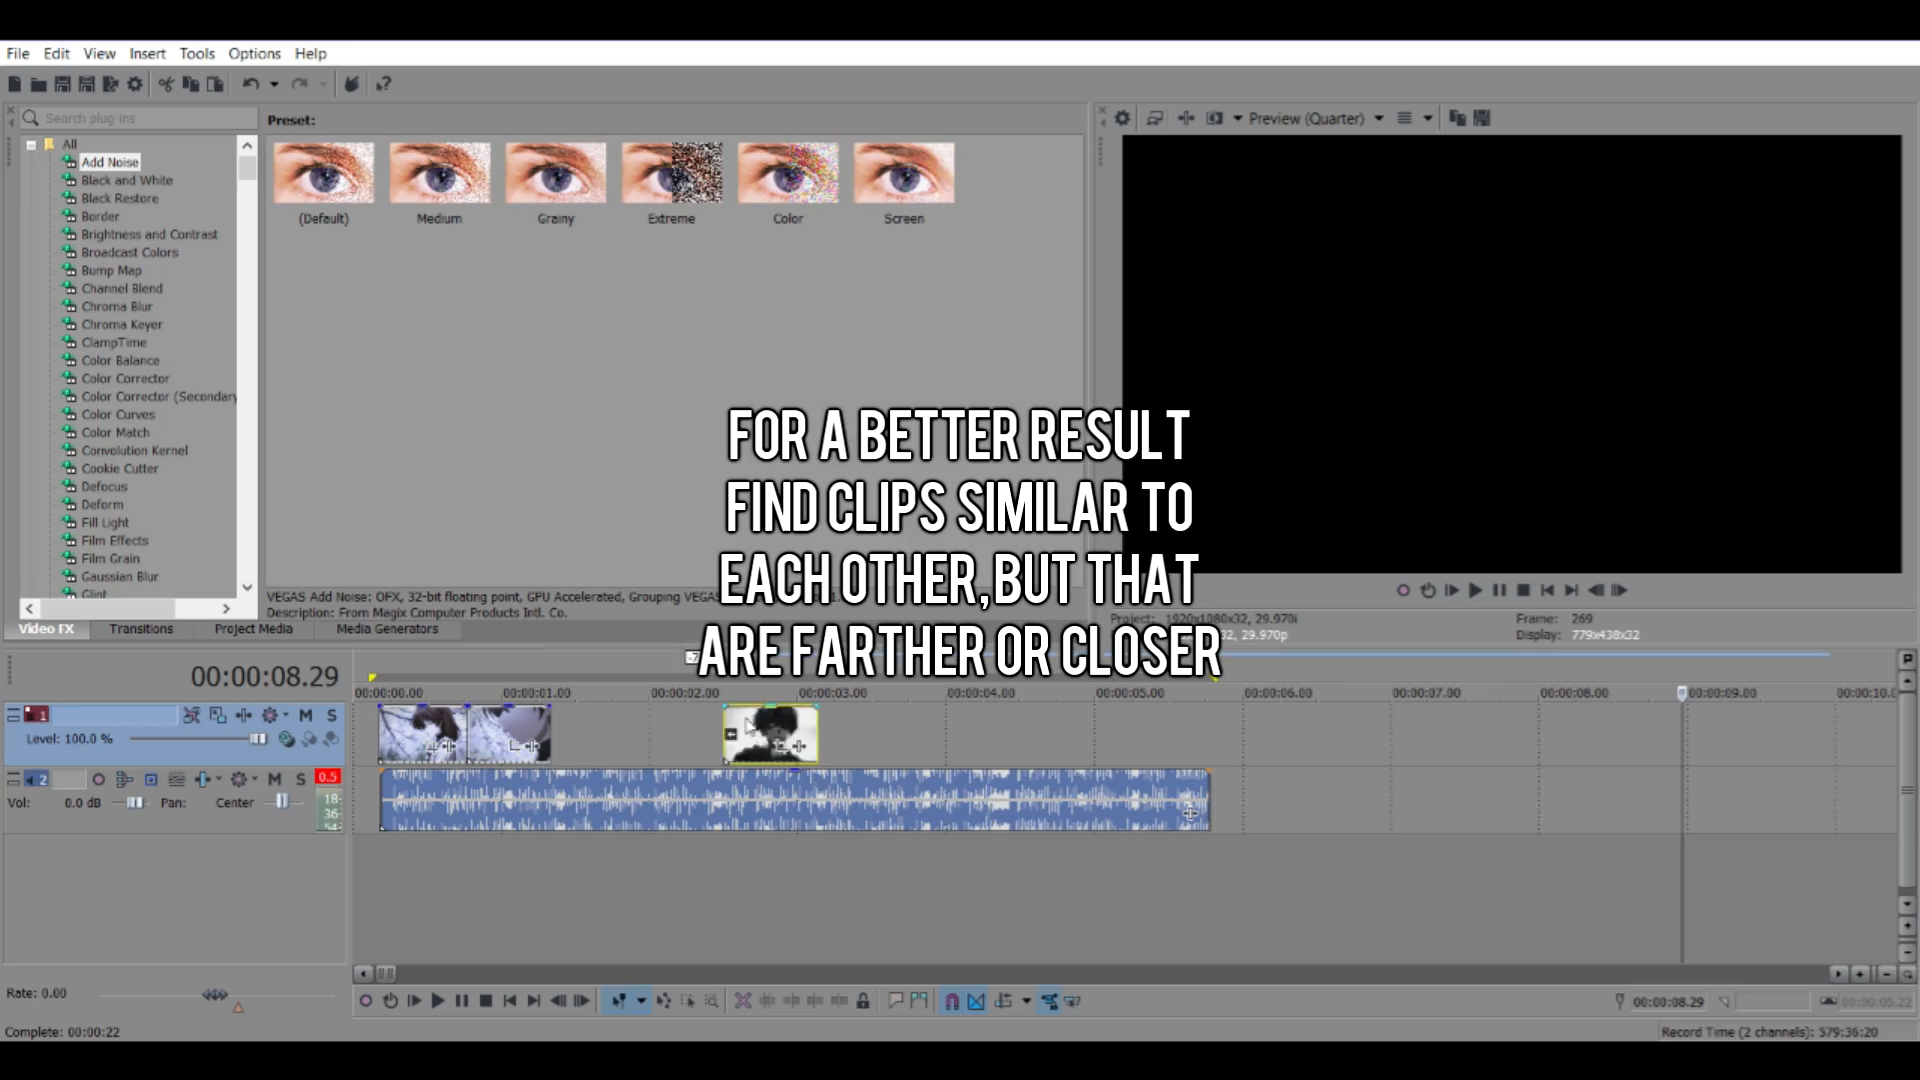 File Edit View Insert Tools Options Help
Search plug-ins
Preset:
Preview (Quarter)
All
Add Noise
Black and White
Black Restore
Border
Brightness and Contrast
Broadcast Colors
Bump Map
Channel Blend
Chroma Blur
Chroma Keyer
ClampTime
Color Balance
Color Corrector
Color Corrector (Secondary
Color Curves
Color Match
Convolution Kernel
Cookie Cutter
Defocus
Deform
Fill Light
Film Effects
Film Grain
Gaussian Blur
Glint
(Default) Medium Grainy Extreme Color Screen
FOR A BETTER RESULT
FIND CLIPS SIMILAR TO
EACH OTHER,BUT THAT
ARE FARTHER OR CLOSER
VEGAS Add Noise: OFX, 32-bit floating point, GPU Accelerated, Grouping VEGAS
Description: From Magix Computer Products Intl. Co.
Video FX Transitions Project Media Media Generators
Project: 1920x1080x32, 29.970i
32, 29.970p
Frame: 269
Display: 779x438x32
00:00:08.29
00:00:00.00 00:00:01.00 00:00:02.00 00:00:03.00 00:00:04.00 00:00:05.00 00:00:06.00 00:00:07.00 00:00:08.00 00:00:09.00 00:00:10.0
1 M S
Level: 100.0 %
2 M S 0.5
Vol: 0.0 dB Pan: Center
18-
36-
54-
Rate: 0.00
00:00:08.29 00:00:05.22
Complete: 00:00:22
Record Time (2 channels): 579:36:20